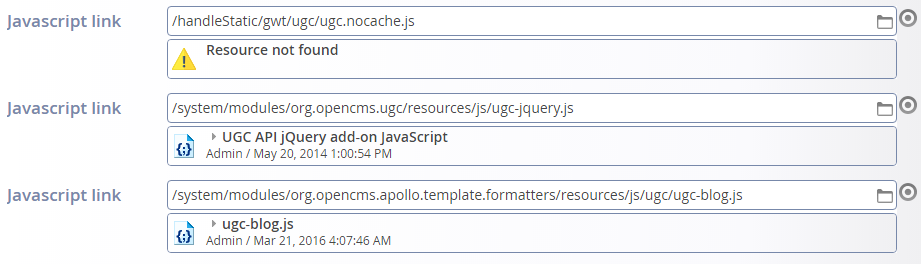 Javascript link
/handleStatic/gwt/ugc/ugc.nocache.js
Resource not found
Javascript link
/system/modules/org.opencms.ugc/resources/js/ugc-jquery.js
UGC API jQuery add-on JavaScript
Admin / May 20, 2014 1:00:54 PM
Javascript link
/system/modules/org.opencms.apollo.template.formatters/resources/js/ugc/ugc-blog.js
ugc-blog.js
Admin / Mar 21, 2016 4:07:46 AM